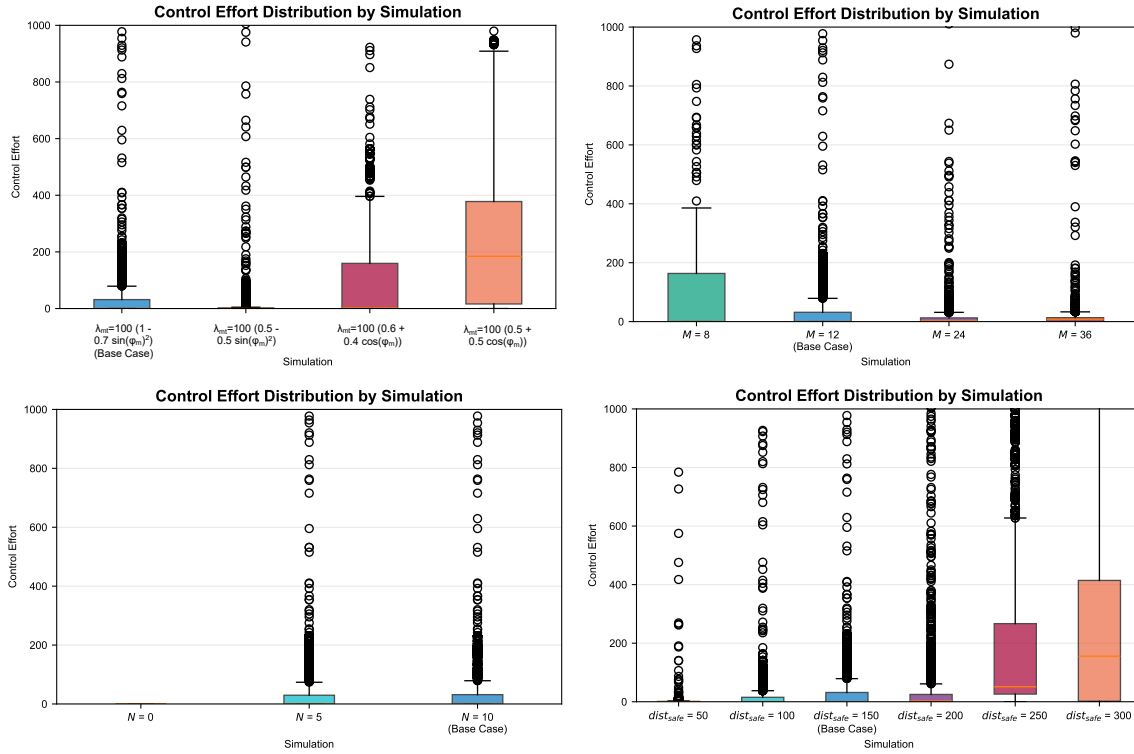 Control Effort Distribution by Simulation
1000
800
600
400
200
0
Control Effort
λmt=100 (1 -
0.7 sin(φm)²)
(Base Case)
λmt=100 (0.5 -
0.5 sin(φm)²)
λmt=100 (0.6 +
0.4 cos(φm))
λmt=100 (0.5 +
0.5 cos(φm))
Simulation
Control Effort Distribution by Simulation
1000
800
600
400
200
0
Control Effort
M = 8
M = 12
(Base Case)
M = 24
M = 36
Simulation
Control Effort Distribution by Simulation
1000
800
600
400
200
0
Control Effort
N = 0
N = 5
N = 10
(Base Case)
Simulation
Control Effort Distribution by Simulation
1000
800
600
400
200
0
Control Effort
distsafe = 50
distsafe = 100
distsafe = 150
(Base Case)
distsafe = 200
distsafe = 250
distsafe = 300
Simulation